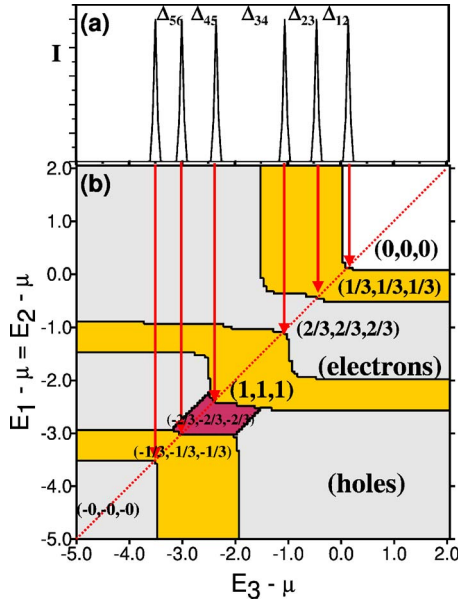 (a) Δ56 Δ45 Δ34 Δ23 Δ12
I
(b)
2.0
1.0
0.0
-1.0
-2.0
-3.0
-4.0
-5.0
E1 - μ = E2 - μ
(0,0,0)
(1/3,1/3,1/3)
(2/3,2/3,2/3)
(electrons)
(1,1,1)
(-2/3,-2/3,-2/3)
(-1/3,-1/3,-1/3)
(holes)
(-0,-0,-0)
-5.0 -4.0 -3.0 -2.0 -1.0 0.0 1.0 2.0
E3 - μ